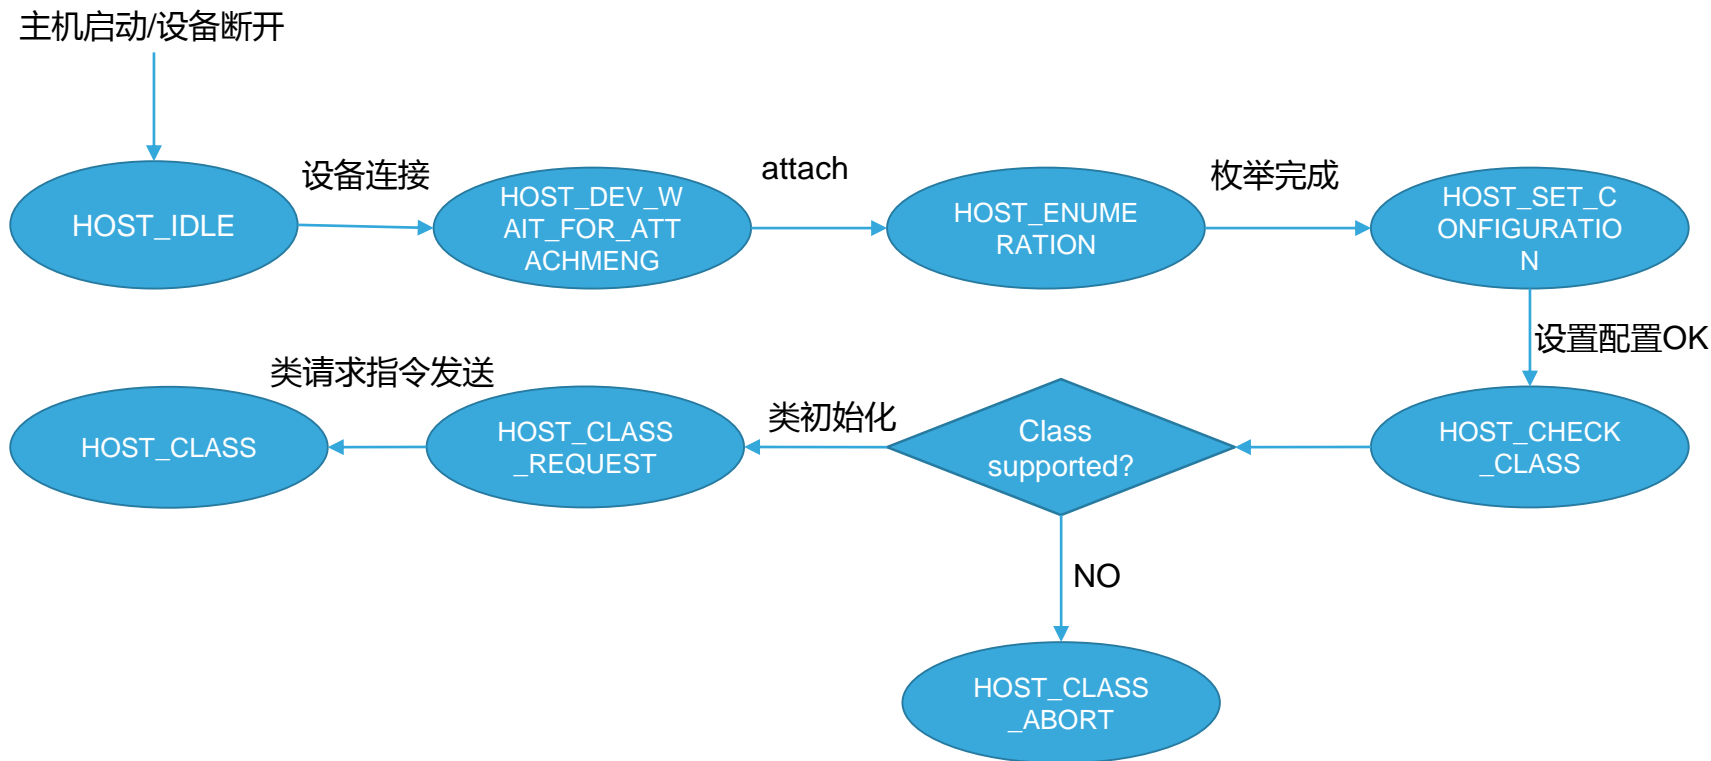 主机启动/设备断开
HOST_IDLE
设备连接
HOST_DEV_W
AIT_FOR_ATT
ACHMENG
attach
HOST_ENUME
RATION
枚举完成
HOST_SET_C
ONFIGURATIO
N
设置配置OK
HOST_CHECK
_CLASS
Class
supported?
类初始化
HOST_CLASS
_REQUEST
类请求指令发送
HOST_CLASS
NO
HOST_CLASS
_ABORT